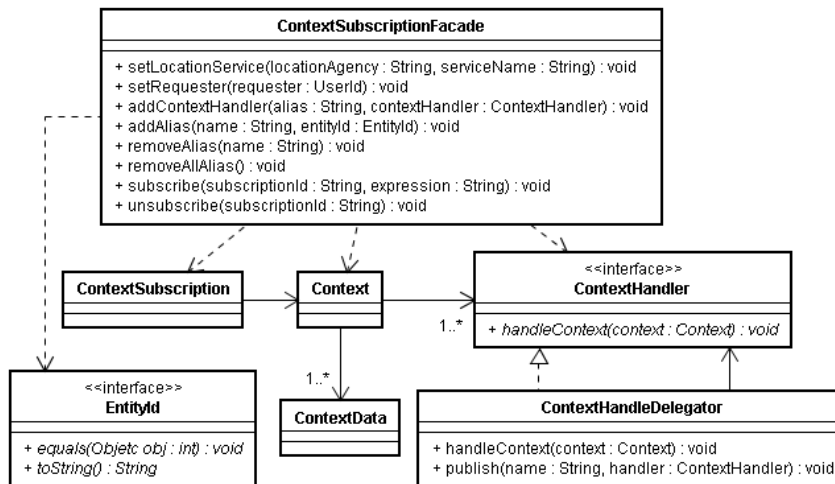 ContextSubscriptionFacade
+ setLocationService(locationAgency : String, serviceName : String) : void
+ setRequester(requester : UserId) : void
+ addContextHandler(alias : String, contextHandler : ContextHandler) : void
+ addAlias(name : String, entityId : EntityId) : void
+ removeAlias(name : String) : void
+ removeAllAlias() : void
+ subscribe(subscriptionId : String, expression : String) : void
+ unsubscribe(subscriptionId : String) : void
ContextSubscription
Context
<<interface>>
ContextHandler
+ handleContext(context : Context) : void
1..*
1..*
<<interface>>
EntityId
+ equals(Objetc obj : int) : void
+ toString() : String
ContextData
ContextHandleDelegator
+ handleContext(context : Context) : void
+ publish(name : String, handler : ContextHandler) : void